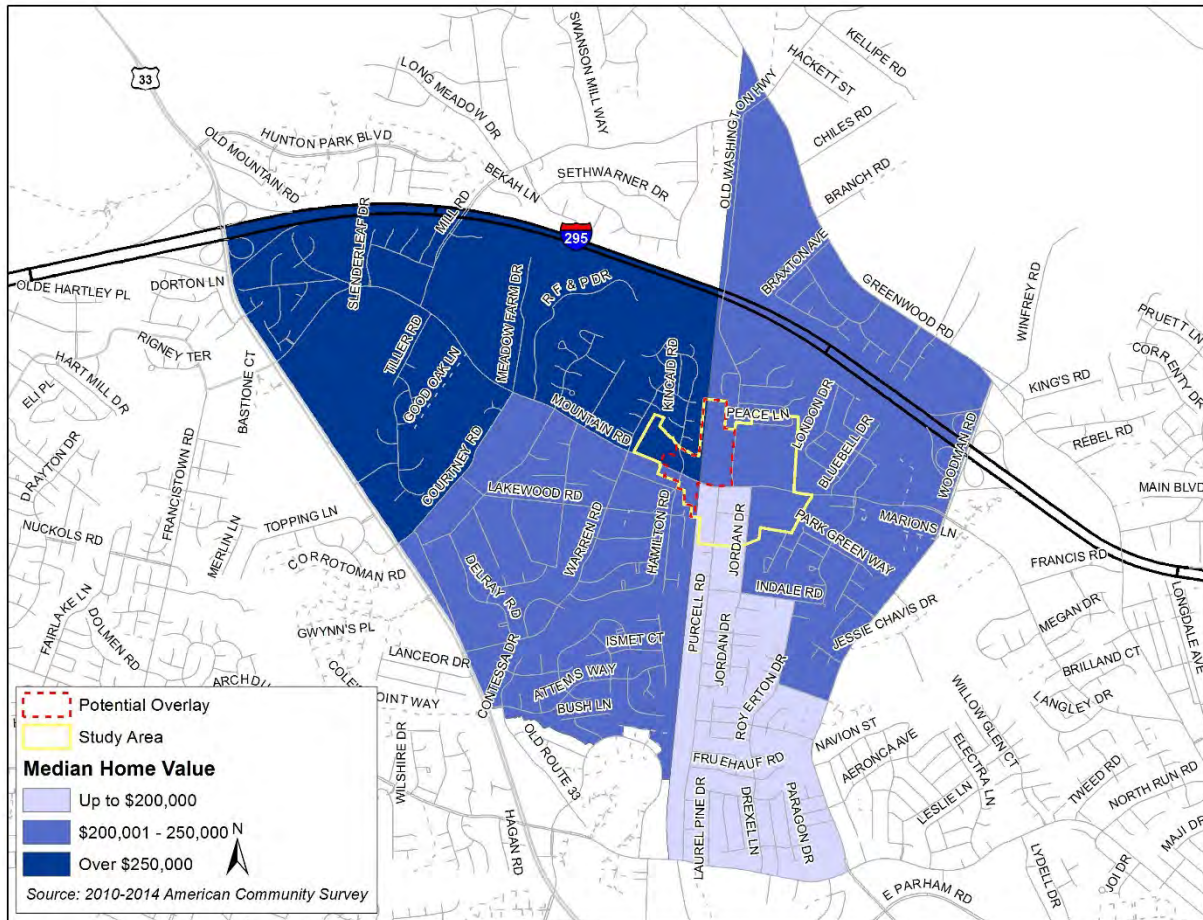 KELLIPE RD
SWANSON MILL WAY
HACKETT ST
33
LONG MEADOW DR
OLD WASHINGTON HWY
CHILES RD
HUNTON PARK BLVD
OLD MOUNTAIN RD
BEKAH LN
SETHWARNER DR
BRANCH RD
MILL RD
SLENDERLEAF DR
295
BRAXTON AVE
OLDE HARTLEY PL
DORTON LN
R F & P DR
MEADOW FARM DR
GREENWOOD RD
WINFREY RD
PRUETT LN
RIGNEY TER
TILLER RD
CORRENTY DR
HART MILL DR
BASTIONE CT
GOOD OAK LN
KINCAID RD
KING'S RD
ELI PL
MOUNTAIN RD
PEACE LN
LONDON DR
REBEL RD
DRAYTON DR
COURTNEY RD
BLUEBELL DR
WOODMAN RD
FRANCISTOWN RD
LAKEWOOD RD
MAIN BLVD
NUCKOLS RD
MERLIN LN
TOPPING LN
WARREN RD
HAMILTON RD
JORDAN DR
PARK GREEN WAY
MARIONS LN
CORROTOMAN RD
FRANCIS RD
FAIRLAKE LN
DOLMEN RD
DELRAY RD
PURCELL RD
INDALE RD
JESSIE CHAVIS DR
MEGAN DR
LONGDALE AVE
GWYNN'S PL
ISMET CT
JORDAN DR
LANCEOR DR
BRILLAND CT
CONTESSA DR
ATTEMS WAY
ROYERTON DR
LANGLEY DR
POINT WAY
BUSH LN
WILLOW GLEN CT
NAVION ST
ELECTRA LN
AERONCA AVE
OLD ROUTE 33
WILSHIRE DR
FRUEHAUF RD
LESLIE LN
TWEED RD
NORTH RUN RD
HAGAN RD
LAUREL PINE DR
DREXEL LN
PARAGON DR
MAJI DR
LYDELL DR
JOI DR
E PARHAM RD
Potential Overlay
Study Area
Median Home Value
Up to $200,000
$200,001 - 250,000
N
Over $250,000
Source: 2010-2014 American Community Survey